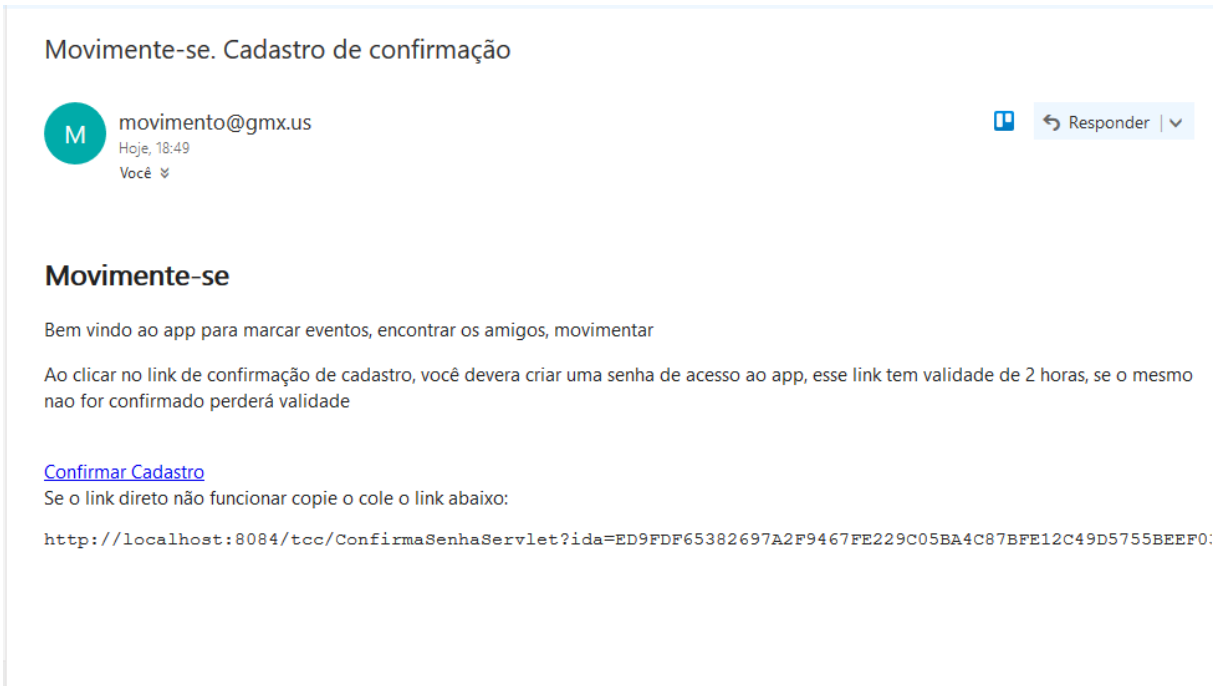 Movimente-se. Cadastro de confirmação
M
movimento@gmx.us
Responder
Hoje, 18:49
Você
Movimente-se
Bem vindo ao app para marcar eventos, encontrar os amigos, movimentar
Ao clicar no link de confirmação de cadastro, você devera criar uma senha de acesso ao app, esse link tem validade de 2 horas, se o mesmo
nao for confirmado perderá validade
Confirmar Cadastro
Se o link direto não funcionar copie o cole o link abaixo:
http://localhost:8084/tcc/ConfirmaSenhaServlet?ida=ED9FDF65382697A2F9467FE229C05BA4C87BFE12C49D5755BEEF0